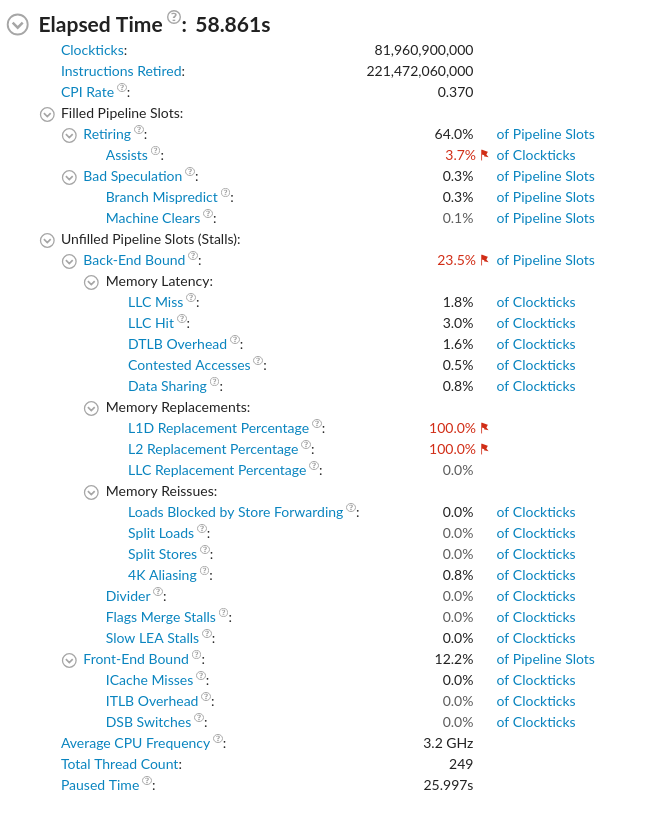 Elapsed Time ?: 58.861s
Clockticks: 81,960,900,000
Instructions Retired: 221,472,060,000
CPI Rate ?: 0.370
Filled Pipeline Slots:
Retiring ?: 64.0% of Pipeline Slots
Assists ?: 3.7% of Clockticks
Bad Speculation ?: 0.3% of Pipeline Slots
Branch Mispredict ?: 0.3% of Pipeline Slots
Machine Clears ?: 0.1% of Pipeline Slots
Unfilled Pipeline Slots (Stalls):
Back-End Bound ?: 23.5% of Pipeline Slots
Memory Latency:
LLC Miss ?: 1.8% of Clockticks
LLC Hit ?: 3.0% of Clockticks
DTLB Overhead ?: 1.6% of Clockticks
Contested Accesses ?: 0.5% of Clockticks
Data Sharing ?: 0.8% of Clockticks
Memory Replacements:
L1D Replacement Percentage ?: 100.0%
L2 Replacement Percentage ?: 100.0%
LLC Replacement Percentage ?: 0.0%
Memory Reissues:
Loads Blocked by Store Forwarding ?: 0.0% of Clockticks
Split Loads ?: 0.0% of Clockticks
Split Stores ?: 0.0% of Clockticks
4K Aliasing ?: 0.8% of Clockticks
Divider ?: 0.0% of Clockticks
Flags Merge Stalls ?: 0.0% of Clockticks
Slow LEA Stalls ?: 0.0% of Clockticks
Front-End Bound ?: 12.2% of Pipeline Slots
ICache Misses ?: 0.0% of Clockticks
ITLB Overhead ?: 0.0% of Clockticks
DSB Switches ?: 0.0% of Clockticks
Average CPU Frequency ?: 3.2 GHz
Total Thread Count: 249
Paused Time ?: 25.997s